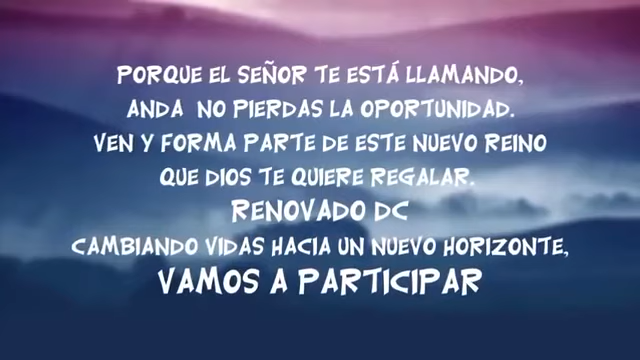 PORQUE EL SEÑOR TE ESTÁ LLAMANDO,
ANDA NO PIERDAS LA OPORTUNIDAD.
VEN Y FORMA PARTE DE ESTE NUEVO REINO
QUE DIOS TE QUIERE REGALAR.
RENOVADO DC
CAMBIANDO VIDAS HACIA UN NUEVO HORIZONTE,
VAMOS A PARTICIPAR